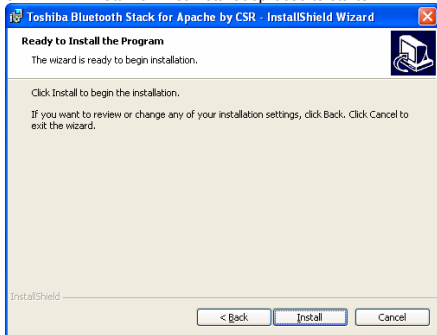 Toshiba Bluetooth Stack for Apache by CSR - InstallShield Wizard
Ready to Install the Program
The wizard is ready to begin installation.
Click Install to begin the installation.
If you want to review or change any of your installation settings, click Back. Click Cancel to
exit the wizard.
InstallShield
< Back
Install
Cancel